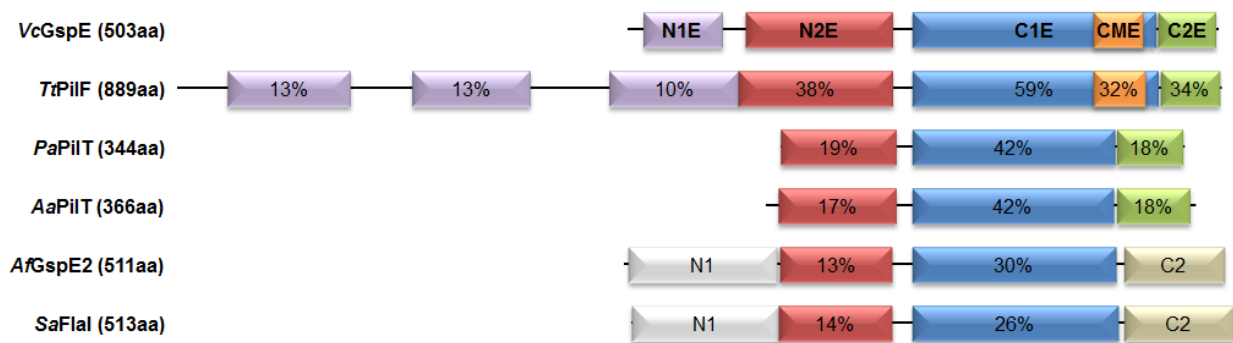 VcGspE (503aa) N1E N2E C1E CME C2E
TtPilF (889aa) 13% 13% 10% 38% 59% 32% 34%
PaPilT (344aa) 19% 42% 18%
AaPilT (366aa) 17% 42% 18%
AfGspE2 (511aa) N1 13% 30% C2
SaFlaI (513aa) N1 14% 26% C2